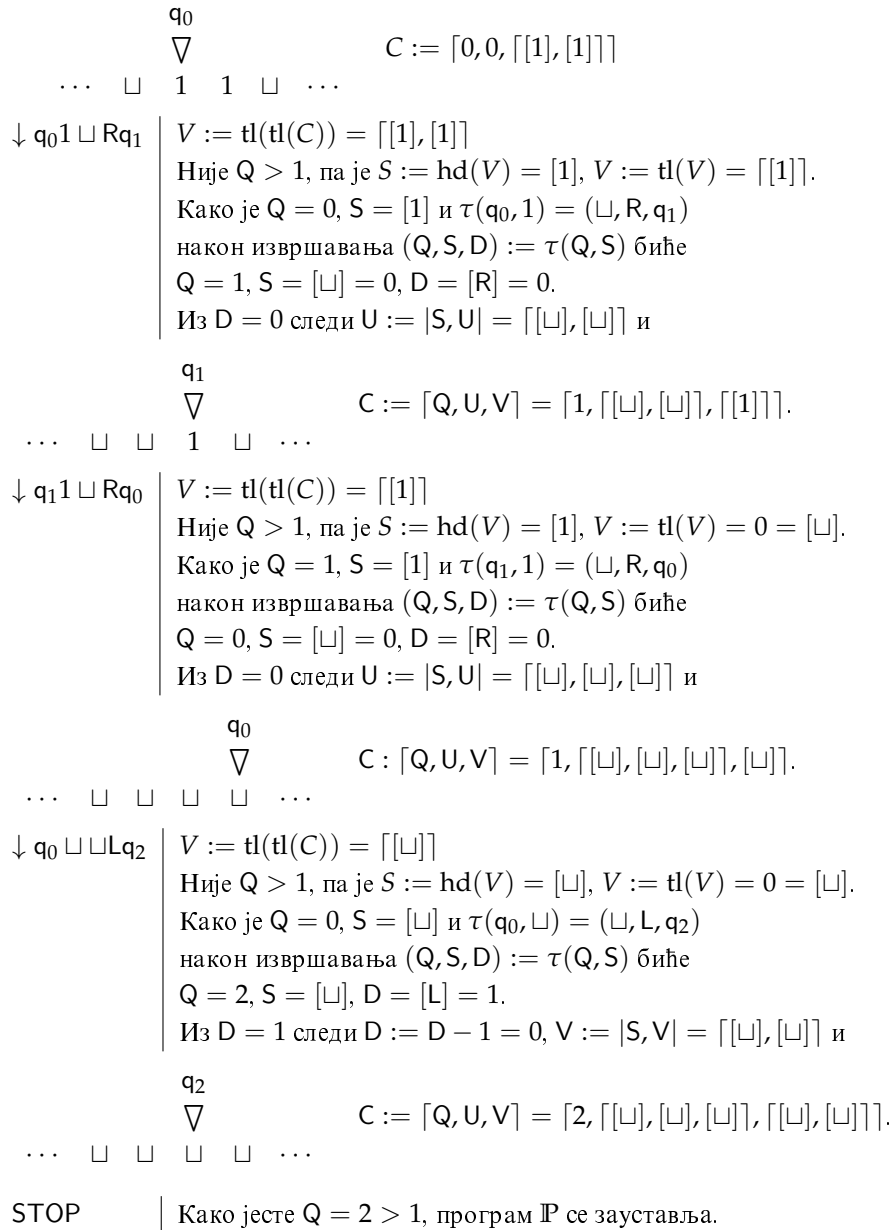 q₀
▽ C := ⌈0, 0, ⌈[1], [1]⌉⌉
··· ⊔ 1 1 ⊔ ···
↓ q₀1 ⊔ Rq₁ V := tl(tl(C)) = ⌈[1], [1]⌉
Није Q > 1, па је S := hd(V) = [1], V := tl(V) = ⌈[1]⌉.
Како је Q = 0, S = [1] и τ(q₀, 1) = (⊔, R, q₁)
након извршавања (Q, S, D) := τ(Q, S) биће
Q = 1, S = [⊔] = 0, D = [R] = 0.
Из D = 0 следи U := |S, U| = ⌈[⊔], [⊔]⌉ и
q₁
▽ C := ⌈Q, U, V⌉ = ⌈1, ⌈[⊔], [⊔]⌉, ⌈[1]⌉⌉.
··· ⊔ ⊔ 1 ⊔ ···
↓ q₁1 ⊔ Rq₀ V := tl(tl(C)) = ⌈[1]⌉
Није Q > 1, па је S := hd(V) = [1], V := tl(V) = 0 = [⊔].
Како је Q = 1, S = [1] и τ(q₁, 1) = (⊔, R, q₀)
након извршавања (Q, S, D) := τ(Q, S) биће
Q = 0, S = [⊔] = 0, D = [R] = 0.
Из D = 0 следи U := |S, U| = ⌈[⊔], [⊔], [⊔]⌉ и
q₀
▽ C : ⌈Q, U, V⌉ = ⌈1, ⌈[⊔], [⊔], [⊔]⌉, [⊔]⌉.
··· ⊔ ⊔ ⊔ ⊔ ···
↓ q₀ ⊔ ⊔Lq₂ V := tl(tl(C)) = ⌈[⊔]⌉
Није Q > 1, па је S := hd(V) = [⊔], V := tl(V) = 0 = [⊔].
Како је Q = 0, S = [⊔] и τ(q₀, ⊔) = (⊔, L, q₂)
након извршавања (Q, S, D) := τ(Q, S) биће
Q = 2, S = [⊔], D = [L] = 1.
Из D = 1 следи D := D − 1 = 0, V := |S, V| = ⌈[⊔], [⊔]⌉ и
q₂
▽ C := ⌈Q, U, V⌉ = ⌈2, ⌈[⊔], [⊔], [⊔]⌉, ⌈[⊔], [⊔]⌉⌉.
··· ⊔ ⊔ ⊔ ⊔ ···
STOP Како јесте Q = 2 > 1, програм ℙ се зауставља.